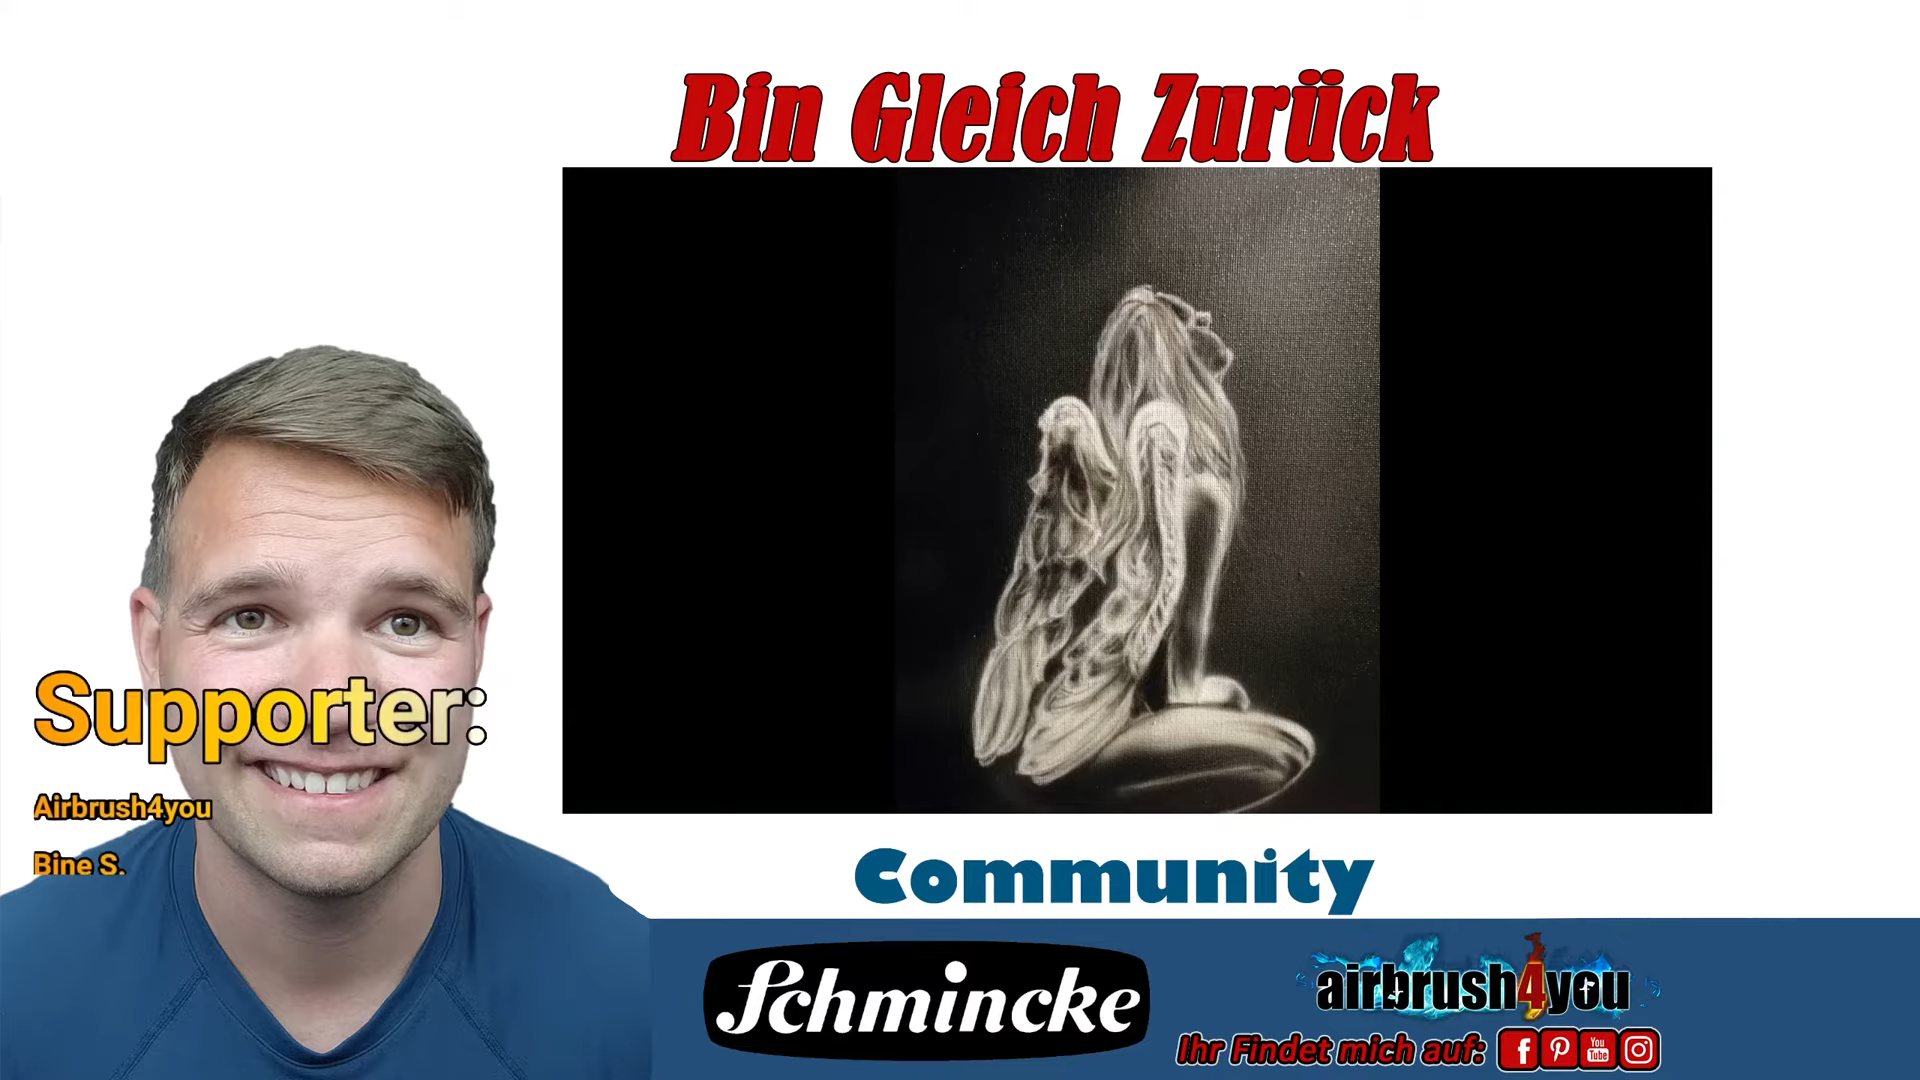 Bin Gleich Zurück
Supporter:
Airbrush4you
Bine S.
Community
Schmincke
airbrush4you
Ihr Findet mich auf:
You
Tube